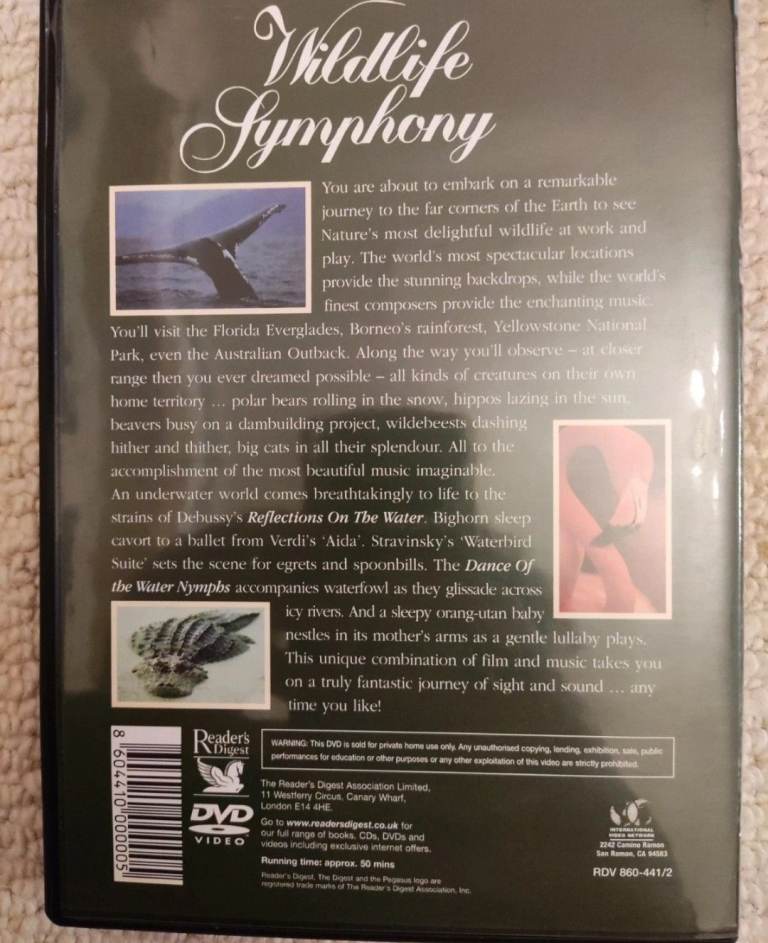 Wildlife
Symphony
You are about to embark on a remarkable
journey to the far corners of the Earth to see
Nature's most delightful wildlife at work and
play. The world's most spectacular locations
provide the stunning backdrops, while the world's
finest composers provide the enchanting music.
You'll visit the Florida Everglades, Borneo's rainforest, Yellowstone National
Park, even the Australian Outback. Along the way you'll observe – at closer
range then you ever dreamed possible – all kinds of creatures on their own
home territory ... polar bears rolling in the snow, hippos lazing in the sun,
beavers busy on a dambuilding project, wildebeests dashing
hither and thither, big cats in all their splendour. All to the
accomplishment of the most beautiful music imaginable.
An underwater world comes breathtakingly to life to the
strains of Debussy's Reflections On The Water. Bighorn sleep
cavort to a ballet from Verdi's 'Aida'. Stravinsky's 'Waterbird
Suite' sets the scene for egrets and spoonbills. The Dance Of
the Water Nymphs accompanies waterfowl as they glissade across
icy rivers. And a sleepy orang-utan baby
nestles in its mother's arms as a gentle lullaby plays.
This unique combination of film and music takes you
on a truly fantastic journey of sight and sound ... any
time you like!
8 604410 000005
Reader's
Digest
DVD
VIDEO
WARNING: This DVD is sold for private home use only. Any unauthorised copying, lending, exhibition, sale, public
performances for education or other purposes or any other exploitation of this video are strictly prohibited.
The Reader's Digest Association Limited,
11 Westferry Circus, Canary Wharf,
London E14 4HE.
Go to www.readersdigest.co.uk for
our full range of books, CDs, DVDs and
videos including exclusive internet offers.
Running time: approx. 50 mins
Reader's Digest, The Digest and the Pegasus logo are
registered trade marks of The Reader's Digest Association, Inc.
INTERNATIONAL
VIDEO NETWORK
2242 Camino Ramon
San Ramon, CA 94583
RDV 860-441/2